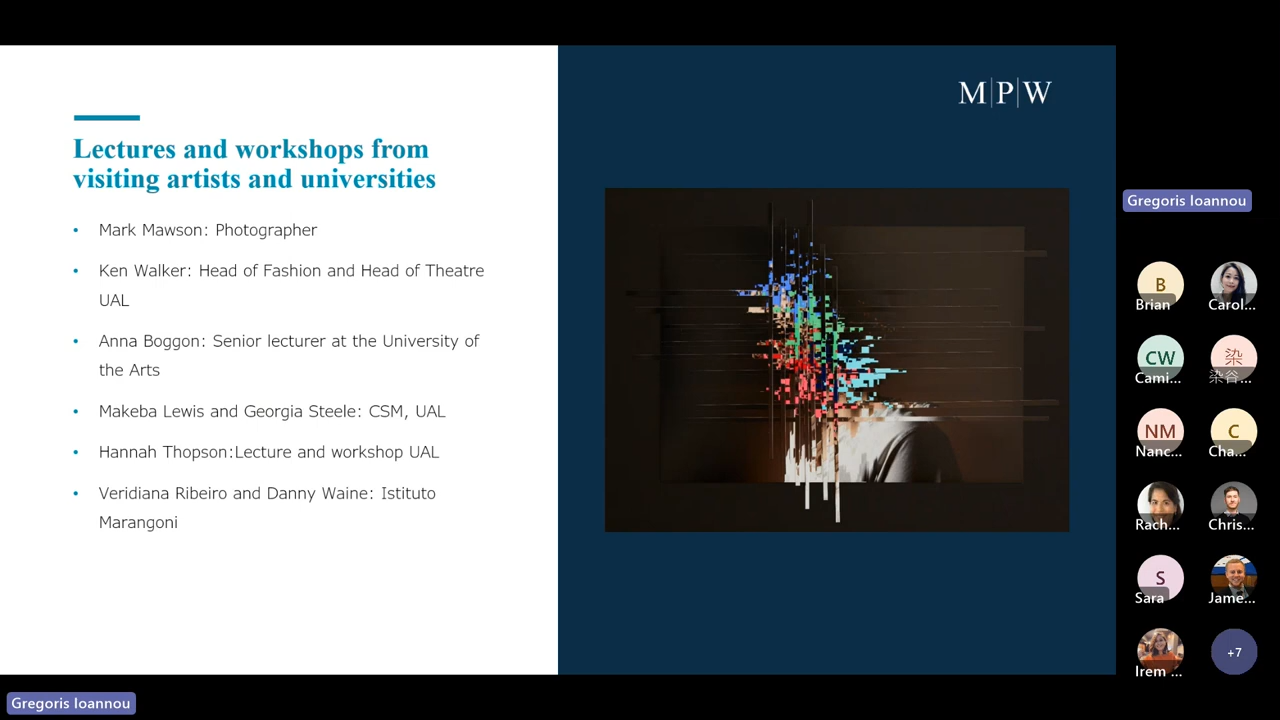 Lectures and workshops from
visiting artists and universities
• Mark Mawson: Photographer
• Ken Walker: Head of Fashion and Head of Theatre
UAL
• Anna Boggon: Senior lecturer at the University of
the Arts
• Makeba Lewis and Georgia Steele: CSM, UAL
• Hannah Thopson:Lecture and workshop UAL
• Veridiana Ribeiro and Danny Waine: Istituto
Marangoni
M|P|W
Gregoris Ioannou
B
Brian
Carol...
CW
Cami...
染
染谷...
NM
Nanc...
C
Cha...
Rach...
Chris...
S
Sara
Jame...
Irem ...
+7
Gregoris Ioannou